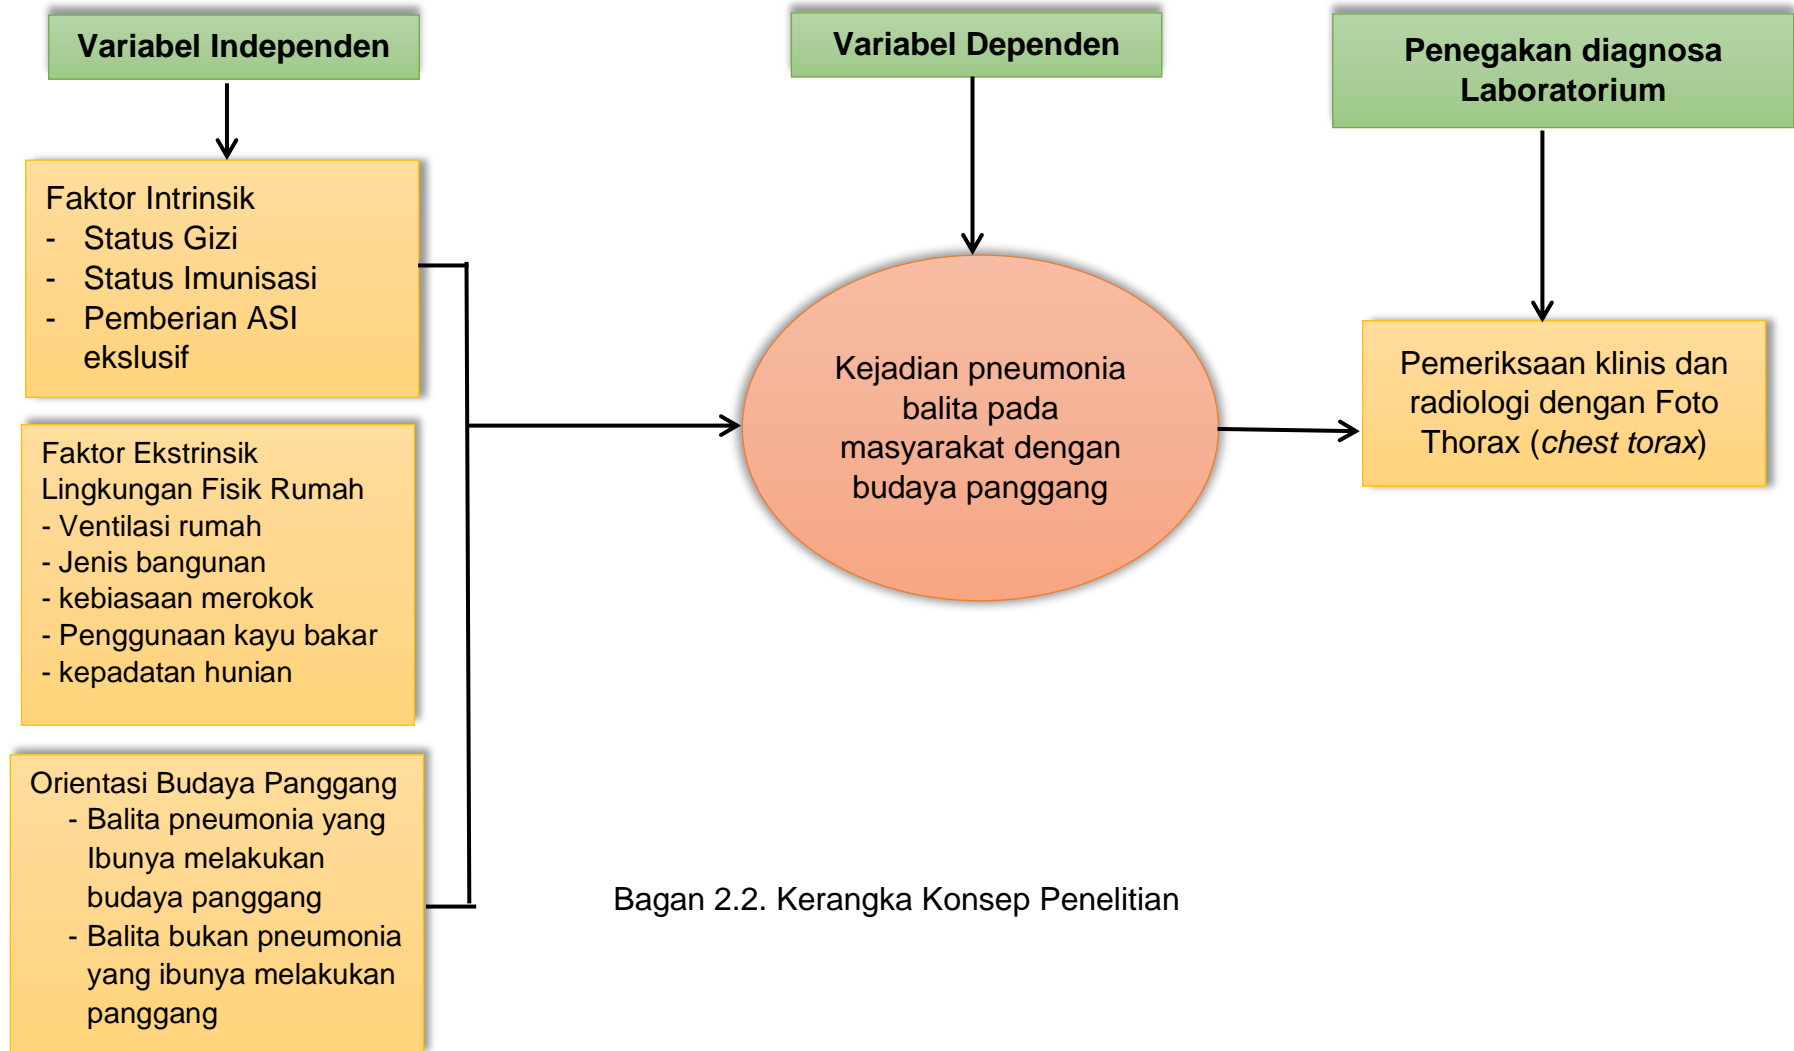 Variabel Independen
Faktor Intrinsik
- Status Gizi
- Status Imunisasi
- Pemberian ASI
ekslusif
Faktor Ekstrinsik
Lingkungan Fisik Rumah
- Ventilasi rumah
- Jenis bangunan
- kebiasaan merokok
- Penggunaan kayu bakar
- kepadatan hunian
Orientasi Budaya Panggang
- Balita pneumonia yang
Ibunya melakukan
budaya panggang
- Balita bukan pneumonia
yang ibunya melakukan
panggang
Variabel Dependen
Kejadian pneumonia
balita pada
masyarakat dengan
budaya panggang
Penegakan diagnosa
Laboratorium
Pemeriksaan klinis dan
radiologi dengan Foto
Thorax (chest torax)
Bagan 2.2. Kerangka Konsep Penelitian